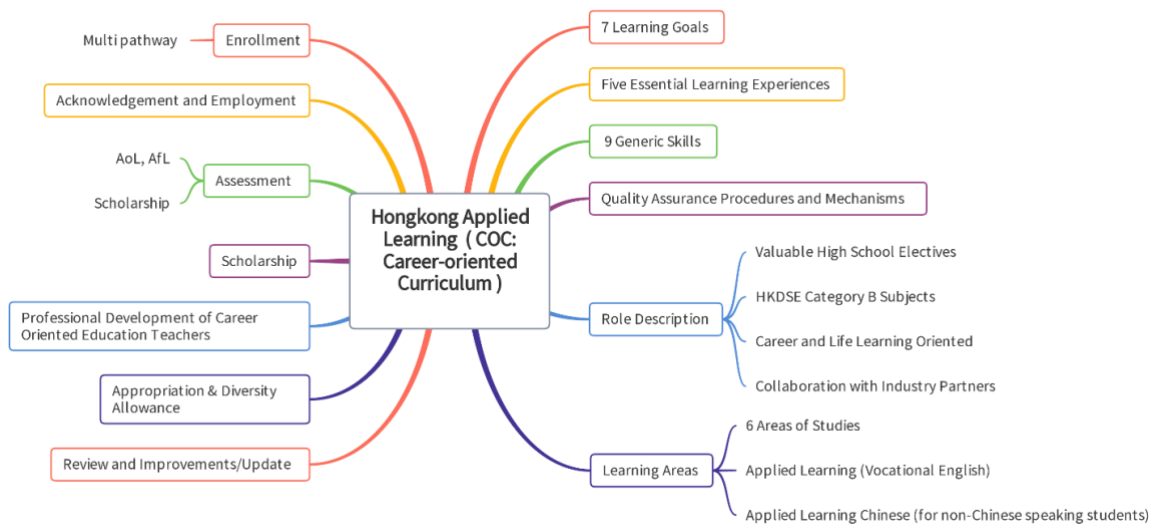 Hongkong Applied
Learning ( COC:
Career-oriented
Curriculum )
7 Learning Goals
Five Essential Learning Experiences
9 Generic Skills
Quality Assurance Procedures and Mechanisms
Role Description
Valuable High School Electives
HKDSE Category B Subjects
Career and Life Learning Oriented
Collaboration with Industry Partners
Learning Areas
6 Areas of Studies
Applied Learning (Vocational English)
Applied Learning Chinese (for non-Chinese speaking students)
Enrollment
Multi pathway
Acknowledgement and Employment
Assessment
AoL, AfL
Scholarship
Scholarship
Professional Development of Career
Oriented Education Teachers
Appropriation & Diversity
Allowance
Review and Improvements/Update